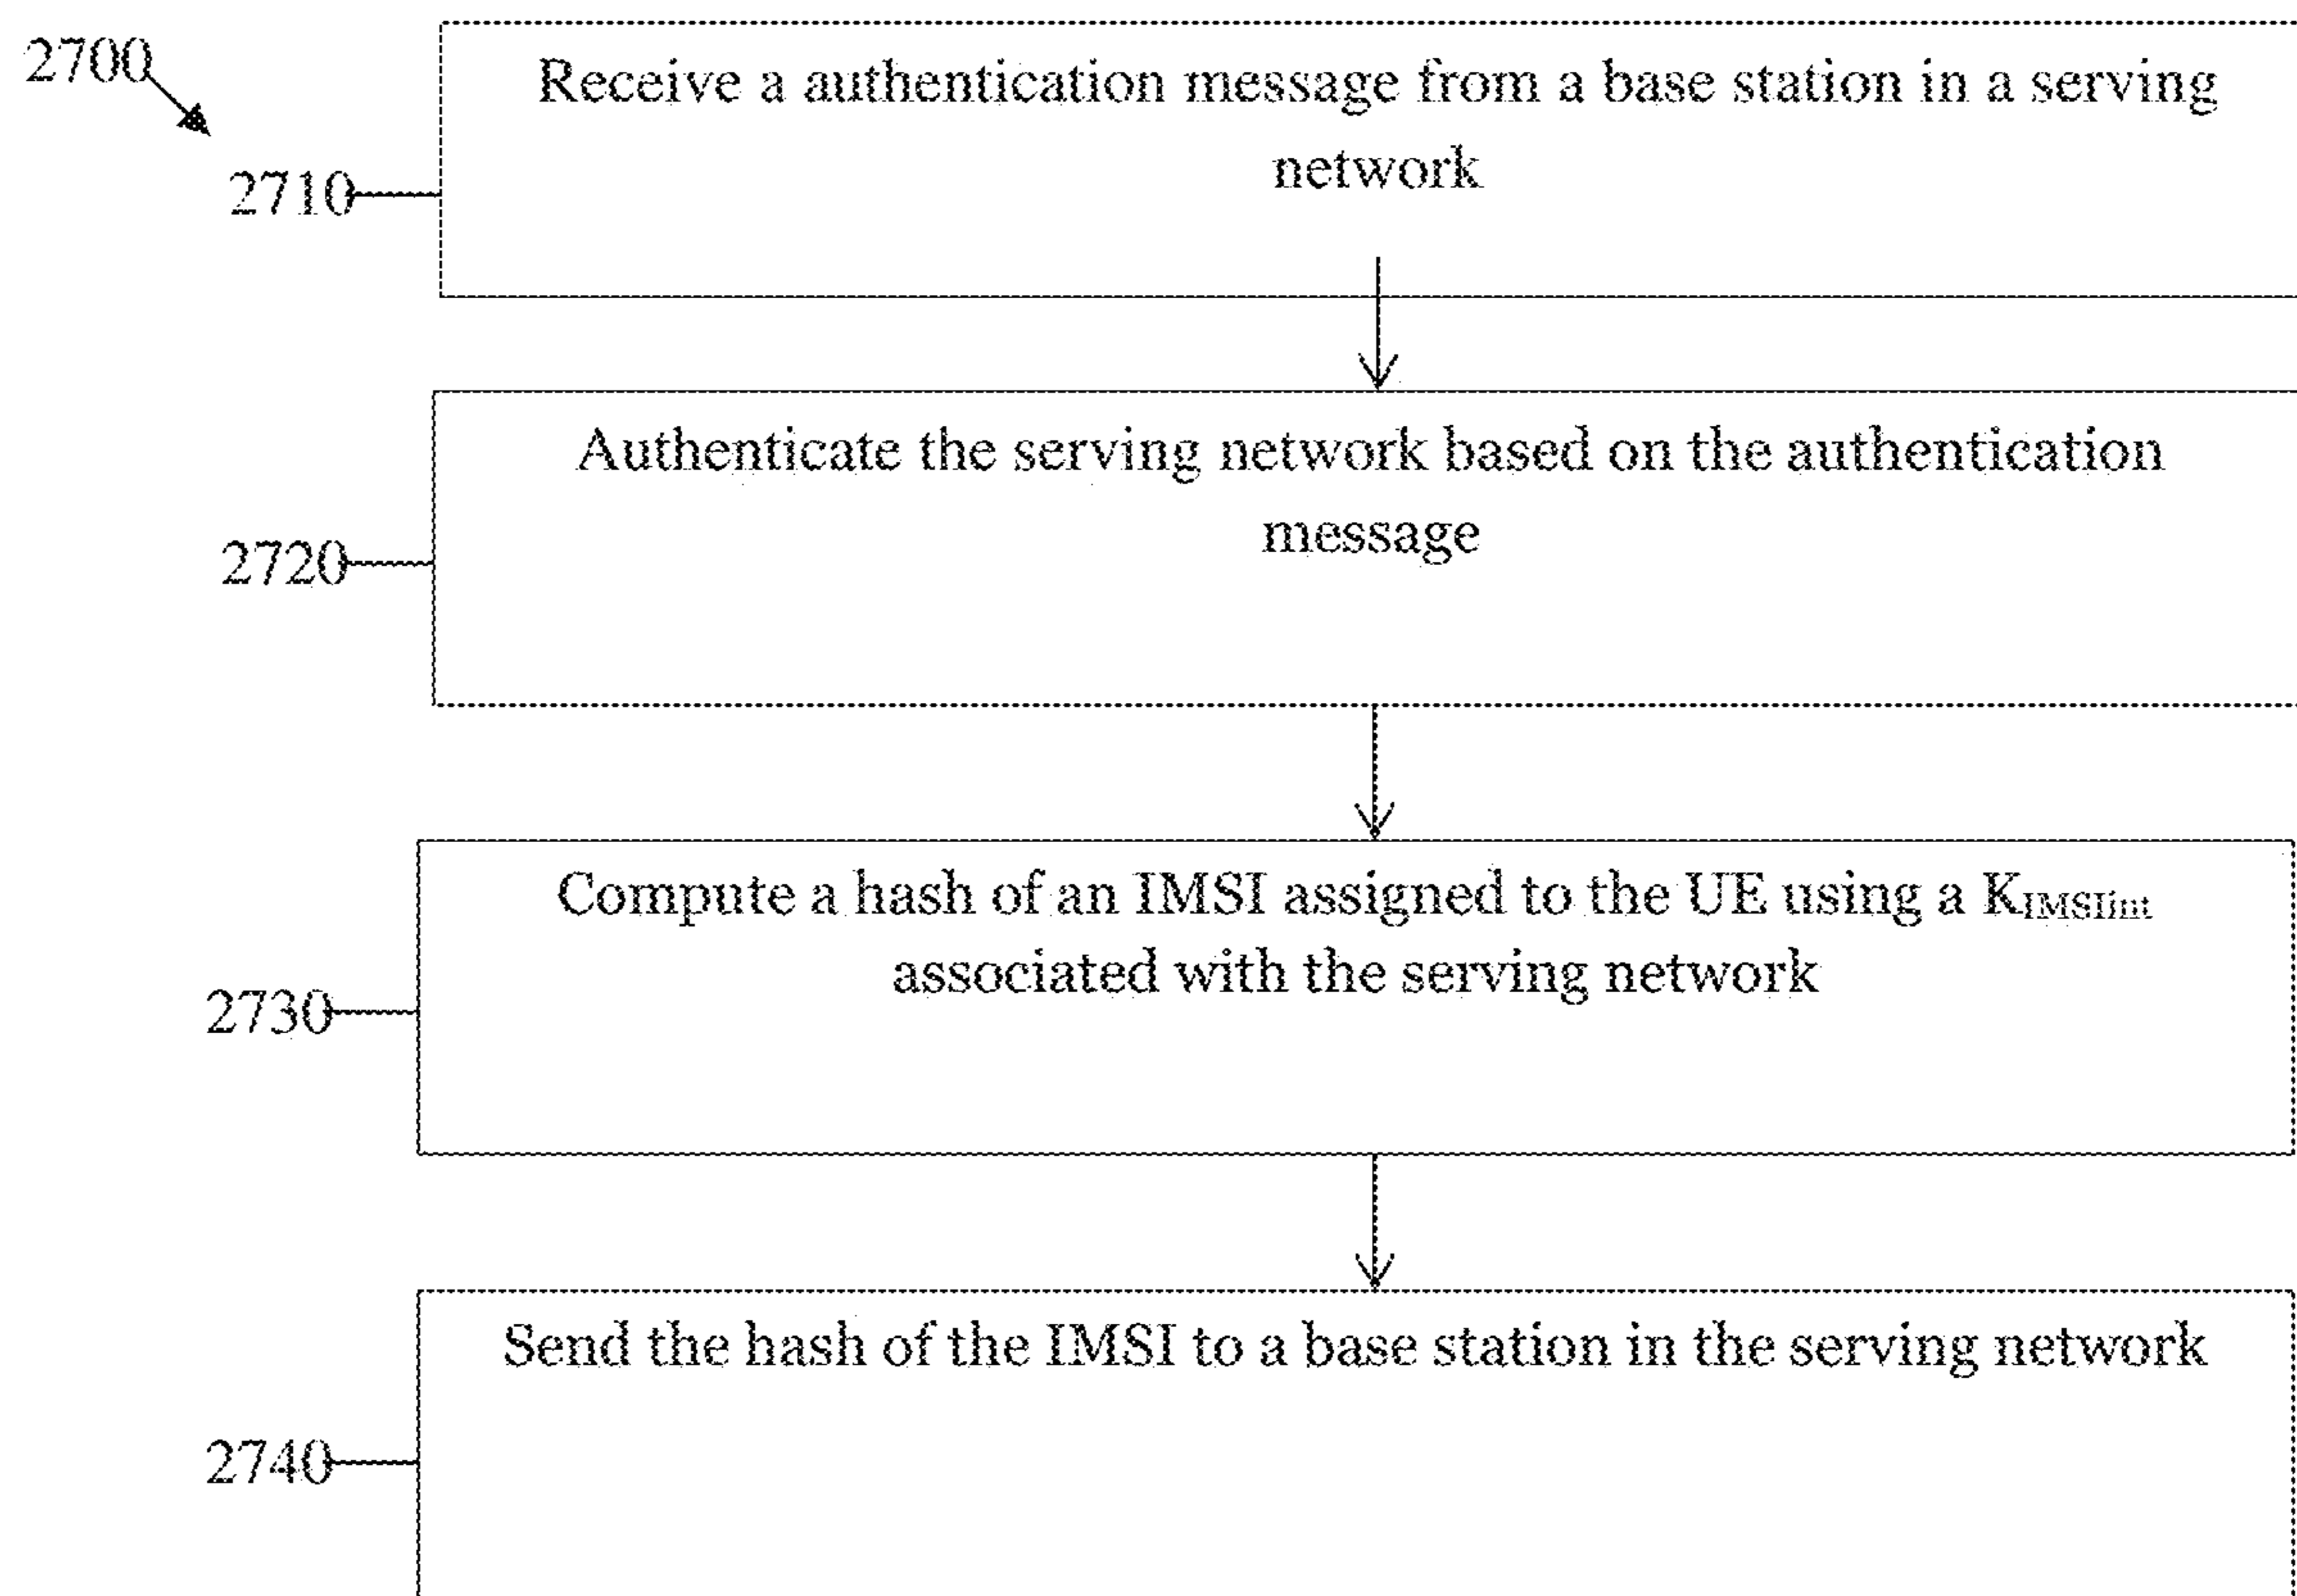 2700
Receive a authentication message from a base station in a serving
network
2710
Authenticate the serving network based on the authentication
message
2720
Compute a hash of an IMSI assigned to the UE using a KIMSIint
associated with the serving network
2730
Send the hash of the IMSI to a base station in the serving network
2740